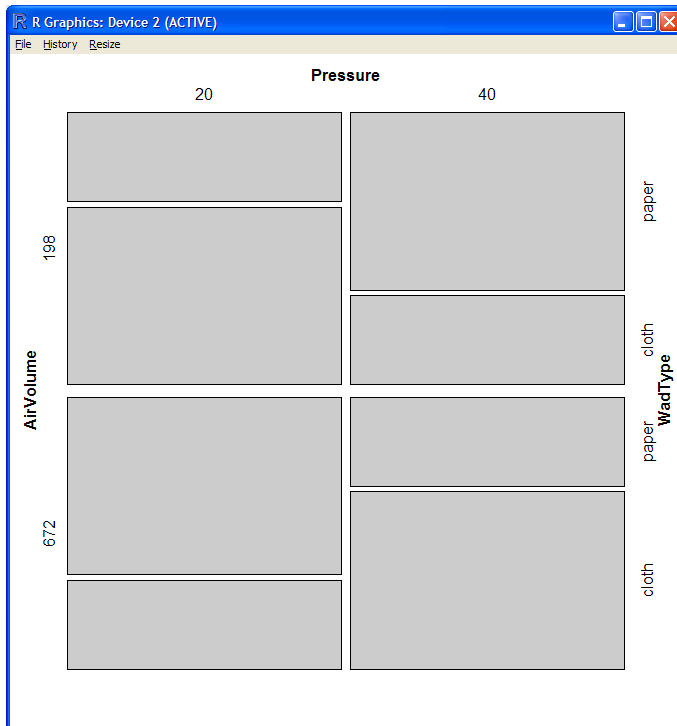 R Graphics: Device 2 (ACTIVE)
File History Resize
Pressure
20 40
198
paper
cloth
AirVolume
WadType
paper
672
cloth